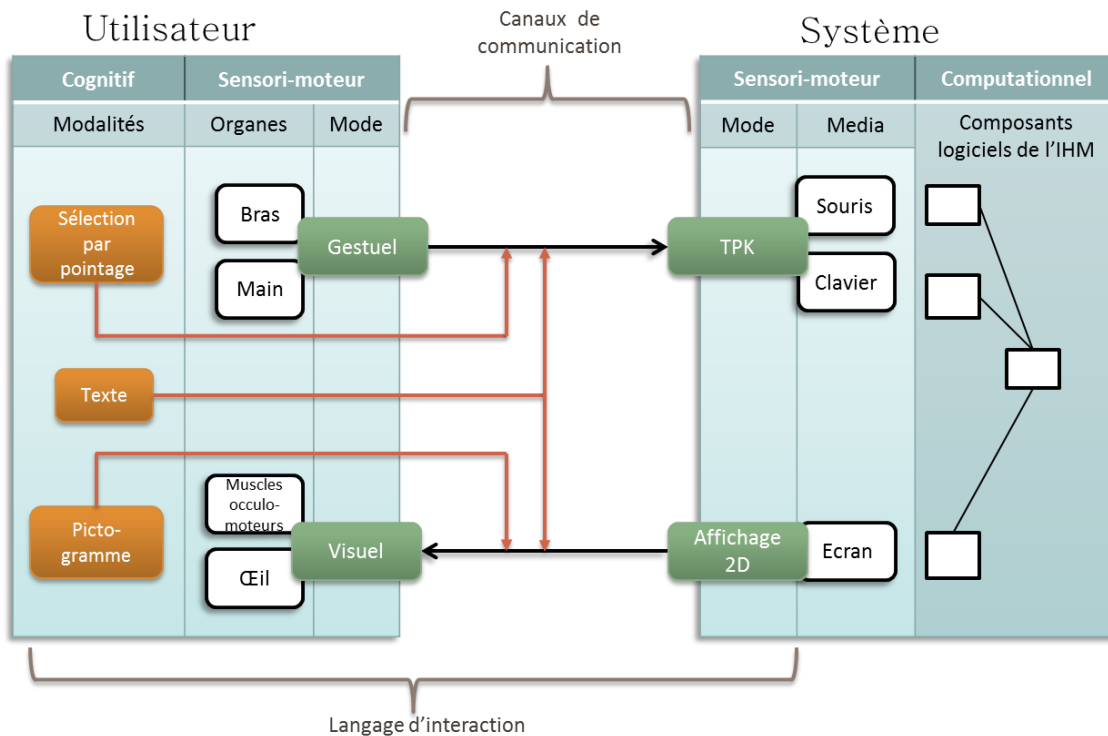 Utilisateur
Canaux de
communication
Système
Cognitif
Sensori-moteur
Sensori-moteur
Computationnel
Modalités
Organes
Mode
Mode
Media
Composants
logiciels de l'IHM
Sélection
par
pointage
Bras
Main
Gestuel
TPK
Souris
Clavier
Texte
Picto-
gramme
Muscles
occulo-
moteurs
Œil
Visuel
Affichage
2D
Ecran
Langage d'interaction